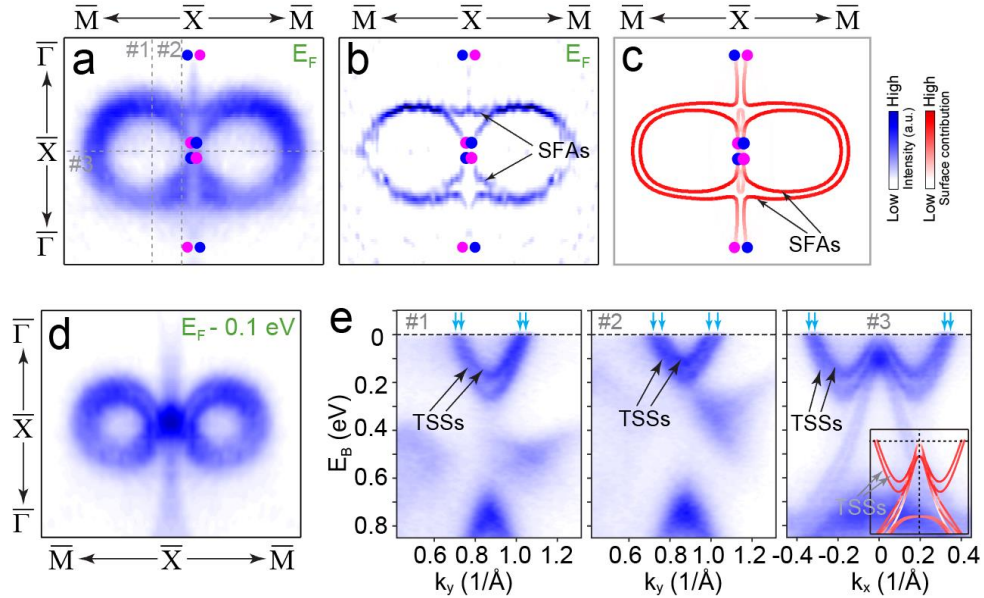 M̅ X̅ M̅ M̅ X̅ M̅ M̅ X̅ M̅
Γ̅
X̅
Γ̅
a #1 #2 E_F
#3
b E_F
SFAs
c
SFAs
High
Intensity (a.u.)
Low
High
Surface contribution
Low
d E_F - 0.1 eV
Γ̅
X̅
Γ̅
M̅ X̅ M̅
e #1 #2 #3
TSSs TSSs TSSs
TSSs
E_B (eV)
0
0.2
0.4
0.6
0.8
0.6 0.8 1.0 1.2 0.6 0.8 1.0 1.2 -0.4 -0.2 0 0.2 0.4
k_y (1/Å) k_y (1/Å) k_x (1/Å)